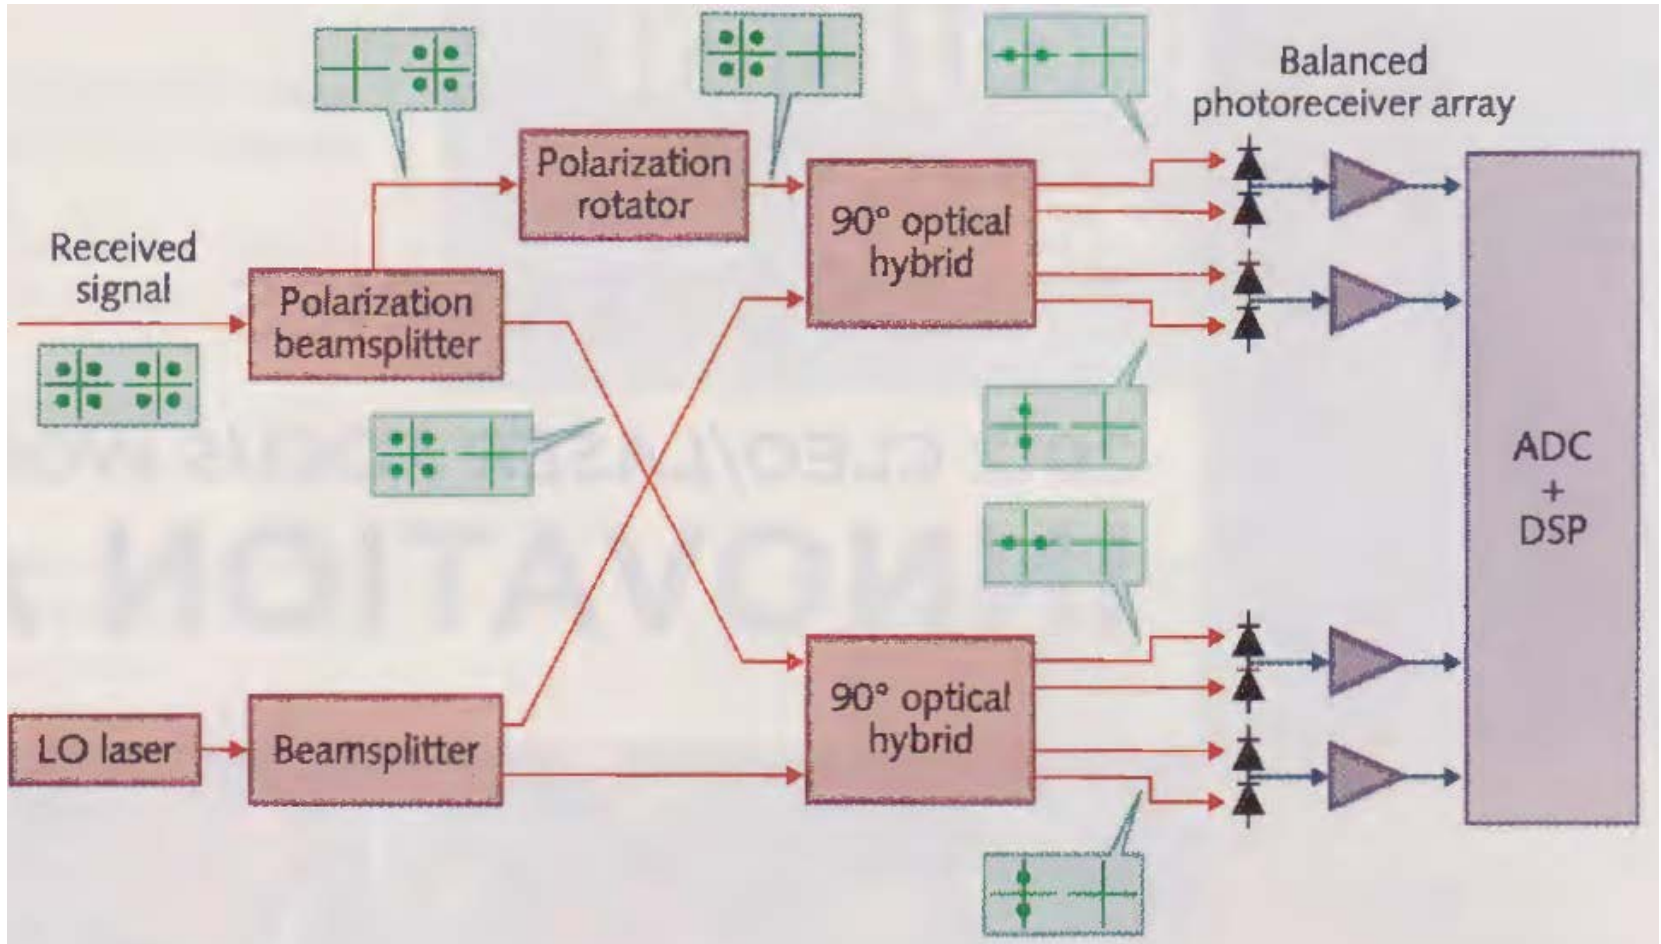 Balanced
photoreceiver array
Polarization
rotator
90° optical
hybrid
Received
signal
Polarization
beamsplitter
ADC
+
DSP
90° optical
hybrid
LO laser
Beamsplitter